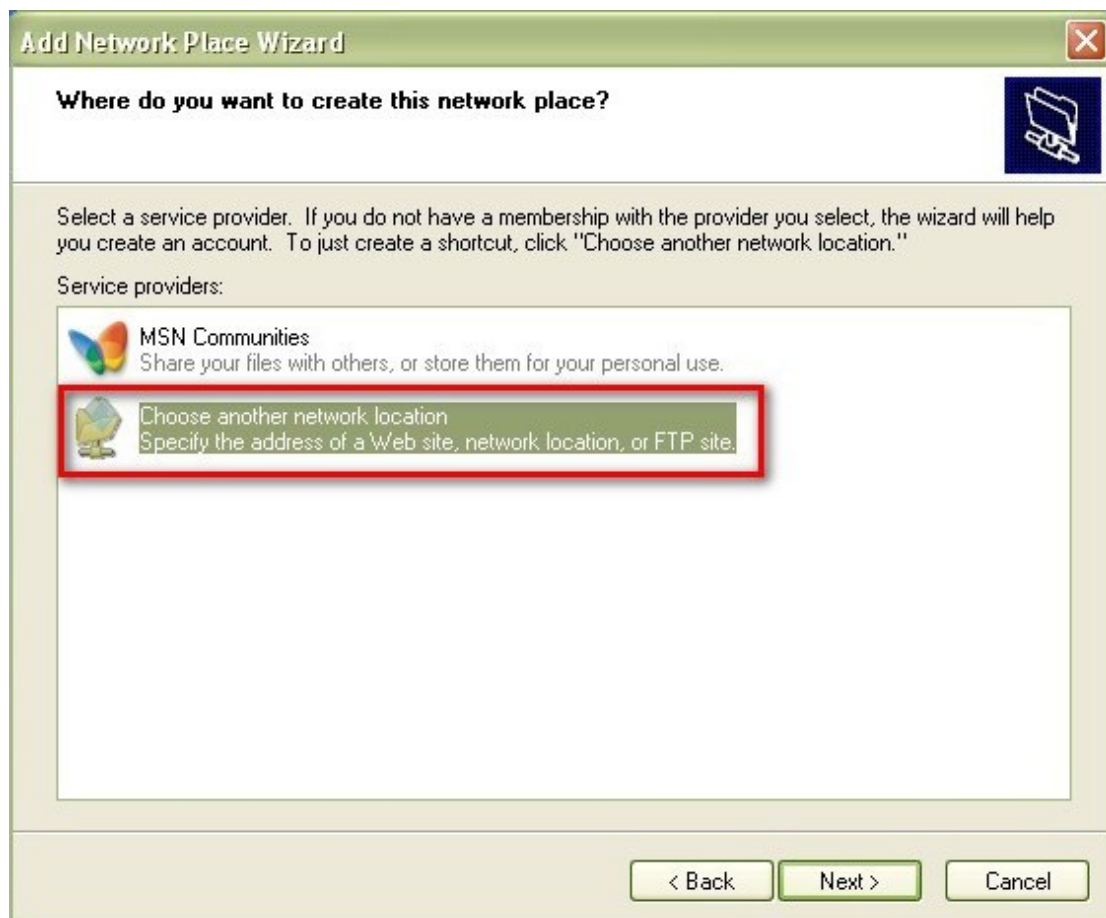 Add Network Place Wizard
Where do you want to create this network place?
Select a service provider.  If you do not have a membership with the provider you select, the wizard will help
you create an account.  To just create a shortcut, click "Choose another network location."
Service providers:
MSN Communities
Share your files with others, or store them for your personal use.
Choose another network location
Specify the address of a Web site, network location, or FTP site.
< Back Next > Cancel